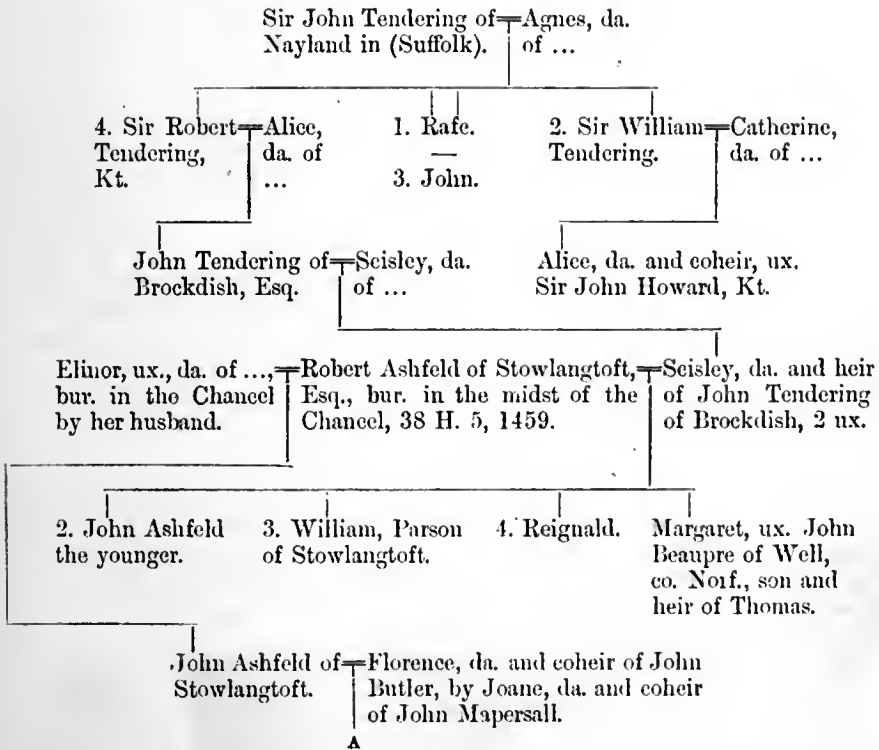 Sir John Tendering of Agnes, da.
Nayland in (Suffolk). of ...
4. Sir Robert Alice, 1. Rafe. 2. Sir William Catherine,
Tendering, da. of — Tendering. da. of ...
Kt. ... 3. John.
John Tendering of Seisley, da. Alice, da. and coheir, ux.
Brockdish, Esq. of ... Sir John Howard, Kt.
Elinor, ux., da. of ..., Robert Ashfeld of Stowlangtoft, Seisley, da. and heir
bur. in the Chancel Esq., bur. in the midst of the of John Tendering
by her husband. Chancel, 38 H. 5, 1459. of Brockdish, 2 ux.
2. John Ashfeld 3. William, Parson 4. Reignald. Margaret, ux. John
the younger. of Stowlangtoft. Beaupre of Well,
co. Norf., son and
heir of Thomas.
John Ashfeld of Florence, da. and coheir of John
Stowlangtoft. Butler, by Joane, da. and coheir
of John Mapersall.
A